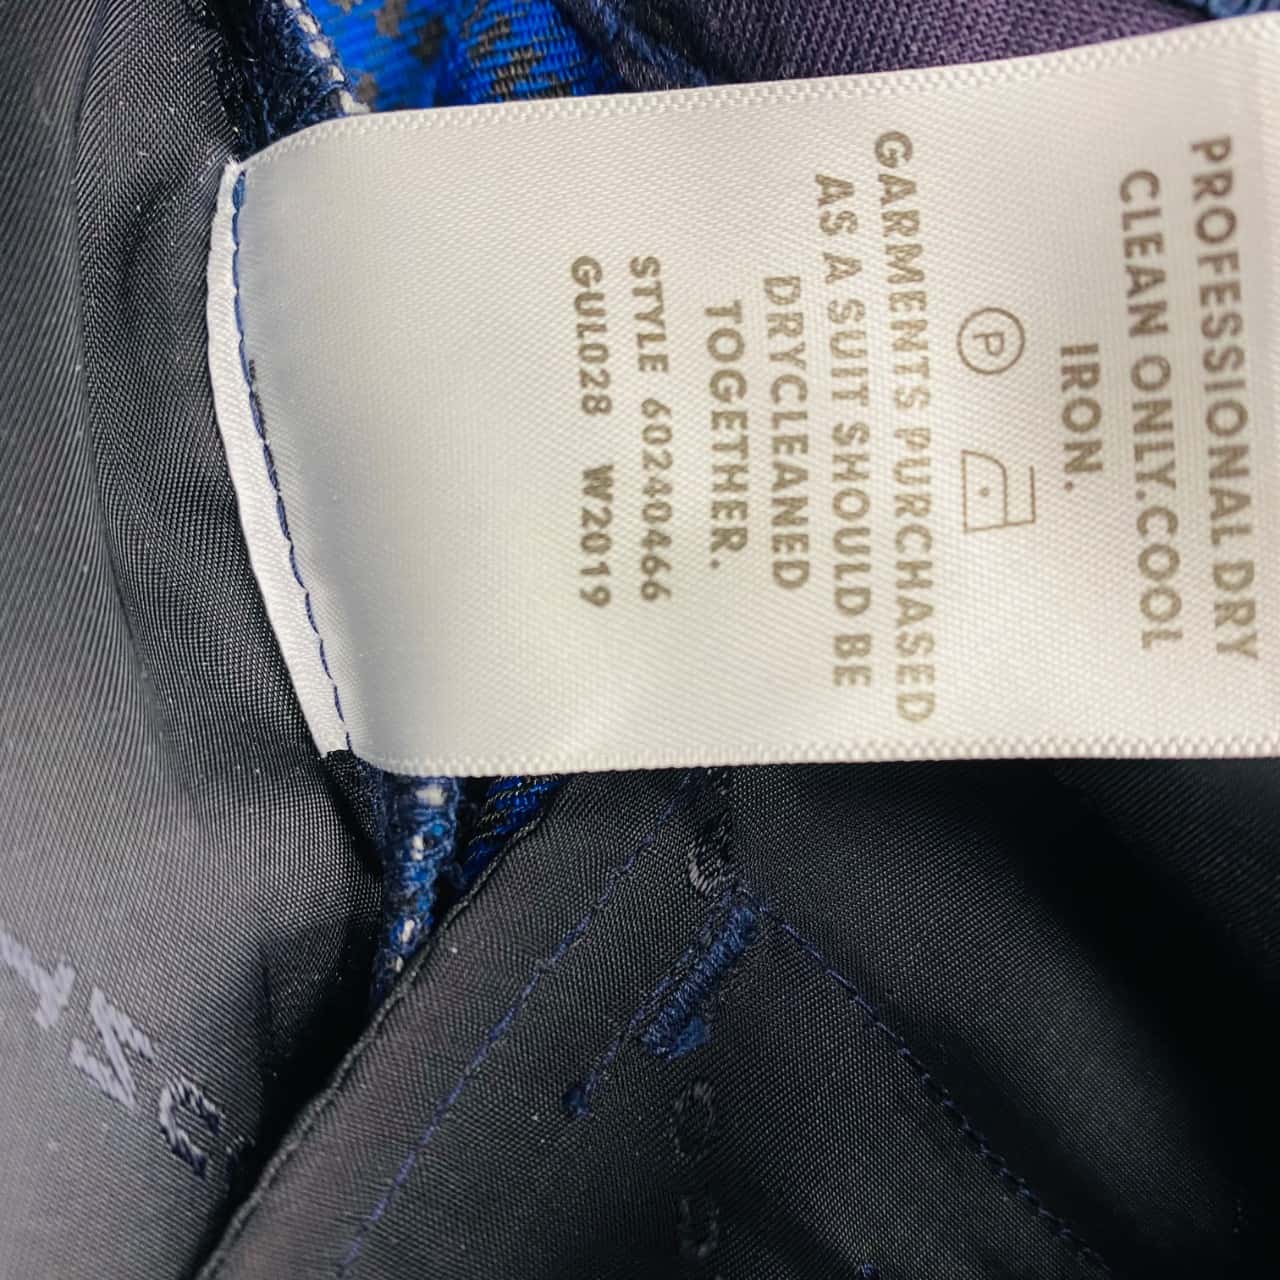 PROFESSIONAL DRY
CLEAN ONLY.COOL
IRON.
P
GARMENTS PURCHASED
AS A SUIT SHOULD BE
DRYCLEANED
TOGETHER.
STYLE 60240466
GUL028 W2019